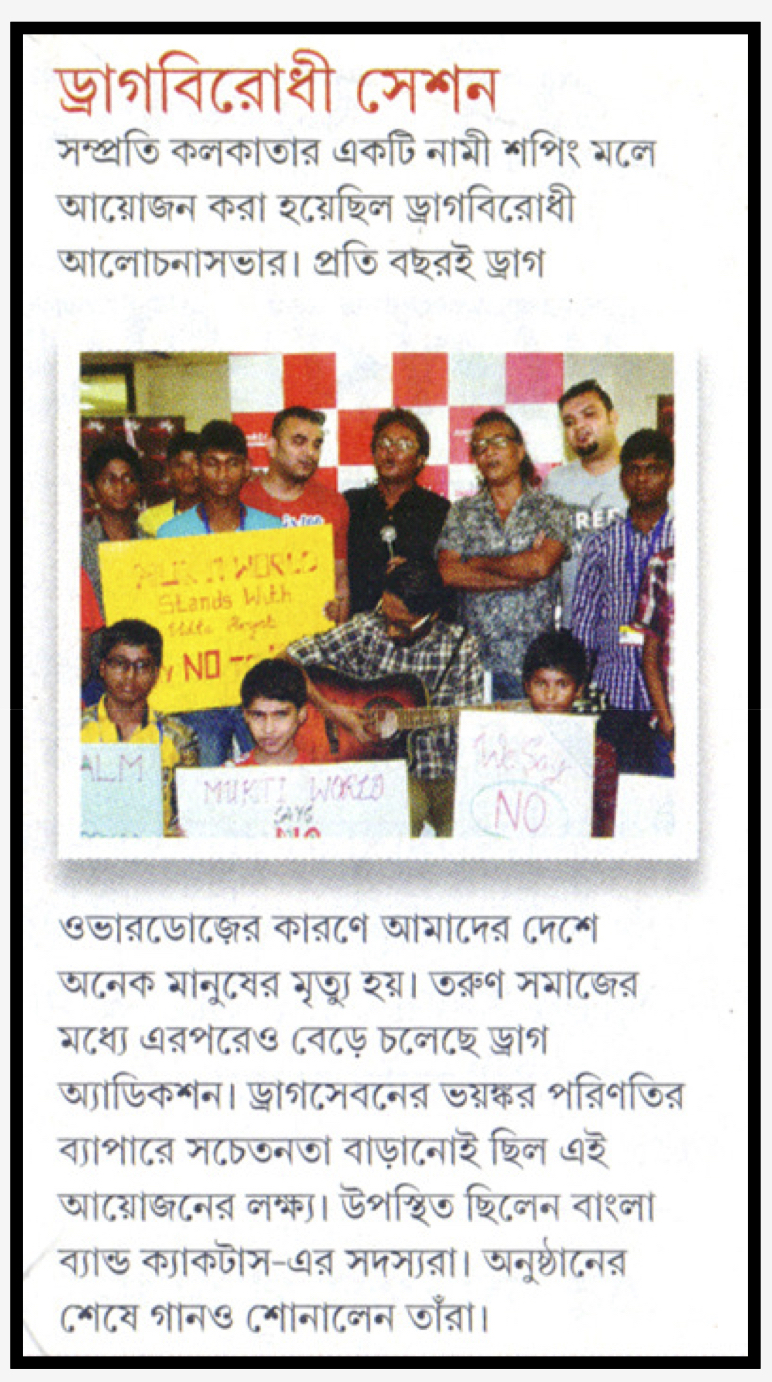 ড্রাগবিরোধী সেশন
সম্প্রতি কলকাতার একটি নামী শপিং মলে
আয়োজন করা হয়েছিল ড্রাগবিরোধী
আলোচনাসভার। প্রতি বছরই ড্রাগ
WORLD
Stands With
NO
ALM
MUKTI WORLD
SAYS
NO
We Say
NO
RED
ওভারডোজ়ের কারণে আমাদের দেশে
অনেক মানুষের মৃত্যু হয়। তরুণ সমাজের
মধ্যে এরপরেও বেড়ে চলেছে ড্রাগ
অ্যাডিকশন। ড্রাগসেবনের ভয়ঙ্কর পরিণতির
ব্যাপারে সচেতনতা বাড়ানোই ছিল এই
আয়োজনের লক্ষ্য। উপস্থিত ছিলেন বাংলা
ব্যান্ড ক্যাকটাস-এর সদস্যরা। অনুষ্ঠানের
শেষে গানও শোনালেন তাঁরা।